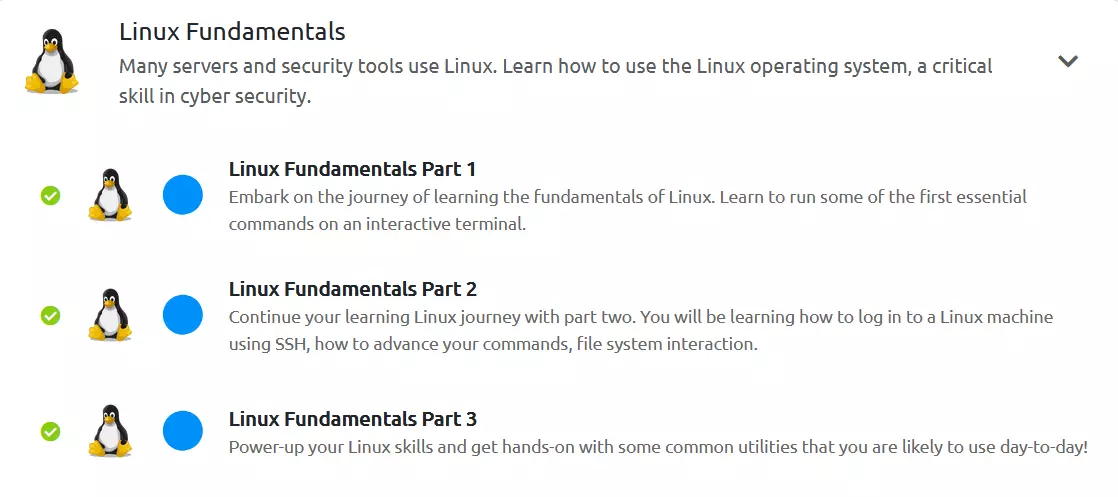 Linux Fundamentals
Many servers and security tools use Linux. Learn how to use the Linux operating system, a critical
skill in cyber security.
Linux Fundamentals Part 1
Embark on the journey of learning the fundamentals of Linux. Learn to run some of the first essential
commands on an interactive terminal.
Linux Fundamentals Part 2
Continue your learning Linux journey with part two. You will be learning how to log in to a Linux machine
using SSH, how to advance your commands, file system interaction.
Linux Fundamentals Part 3
Power-up your Linux skills and get hands-on with some common utilities that you are likely to use day-to-day!